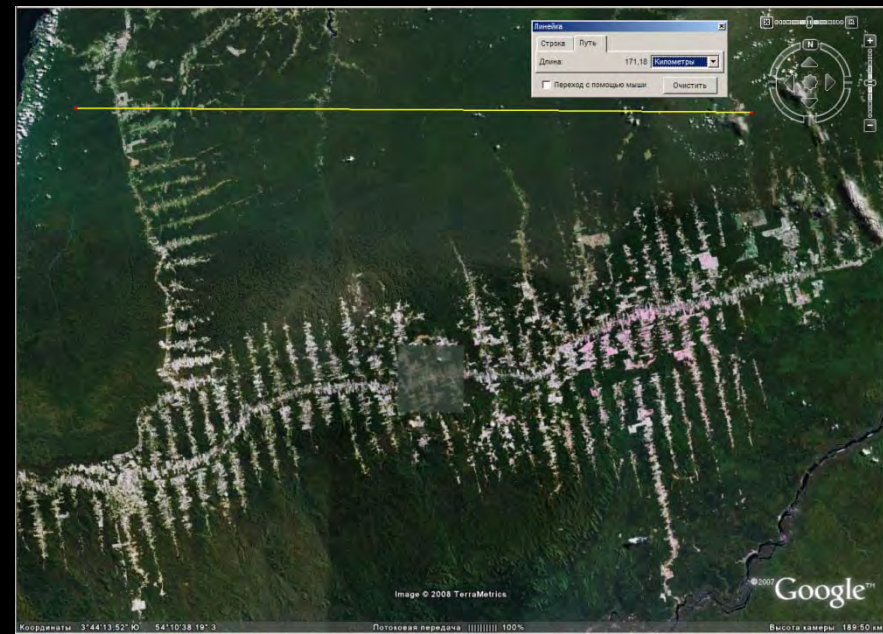 Линейка
Строка Путь
Длина: 171,18 Километры
Переход с помощью мыши Очистить
N
Image © 2008 TerraMetrics
©2007 Google™
Координаты 3°44'13.52" Ю 54°10'38.19" З Потоковая передача |||||||||| 100% Высота камеры 189.50 км